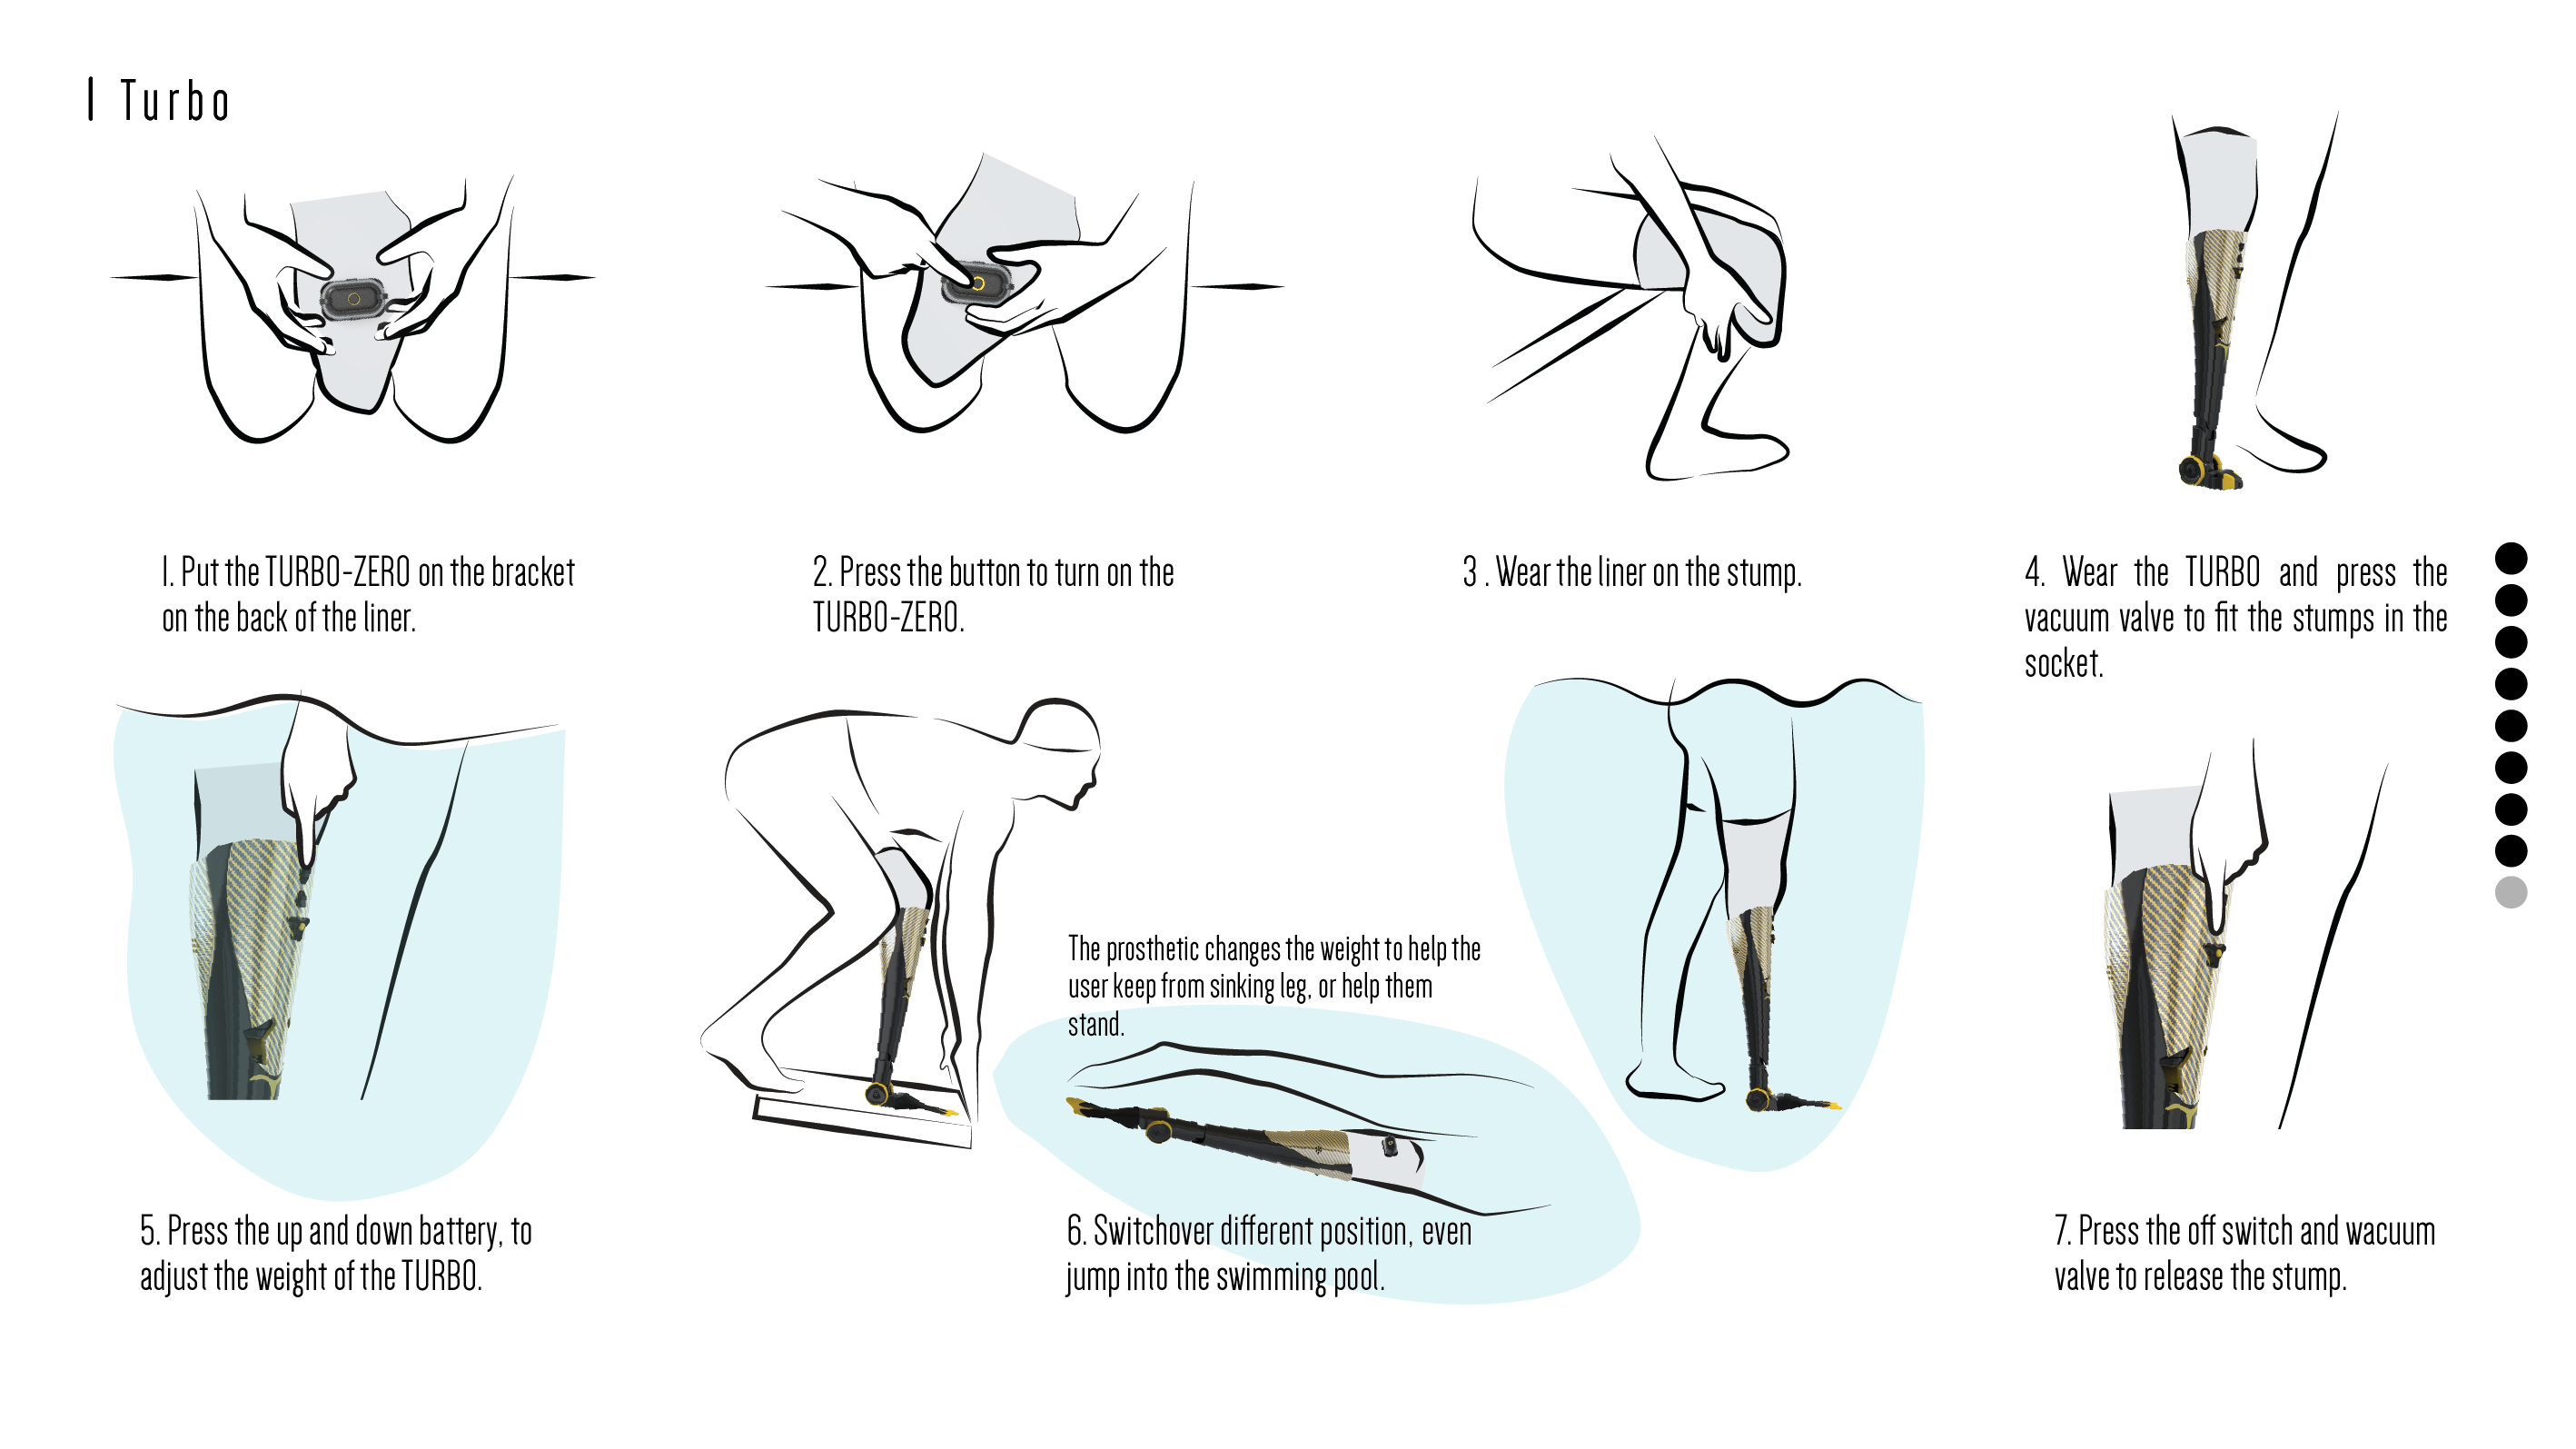 | Turbo
1. Put the TURBO-ZERO on the bracket
on the back of the liner.
2. Press the button to turn on the
TURBO-ZERO.
3 . Wear the liner on the stump.
4. Wear the TURBO and press the
vacuum valve to fit the stumps in the
socket.
5. Press the up and down battery, to
adjust the weight of the TURBO.
The prosthetic changes the weight to help the
user keep from sinking leg, or help them
stand.
6. Switchover different position, even
jump into the swimming pool.
7. Press the off switch and wacuum
valve to release the stump.